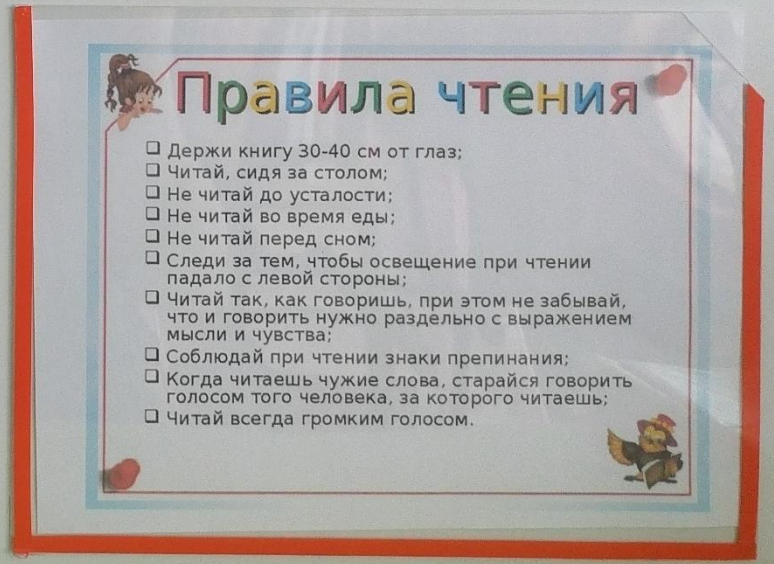 Правила чтения
❑ Держи книгу 30-40 см от глаз;
❑ Читай, сидя за столом;
❑ Не читай до усталости;
❑ Не читай во время еды;
❑ Не читай перед сном;
❑ Следи за тем, чтобы освещение при чтении
падало с левой стороны;
❑ Читай так, как говоришь, при этом не забывай,
что и говорить нужно раздельно с выражением
мысли и чувства;
❑ Соблюдай при чтении знаки препинания;
❑ Когда читаешь чужие слова, старайся говорить
голосом того человека, за которого читаешь;
❑ Читай всегда громким голосом.